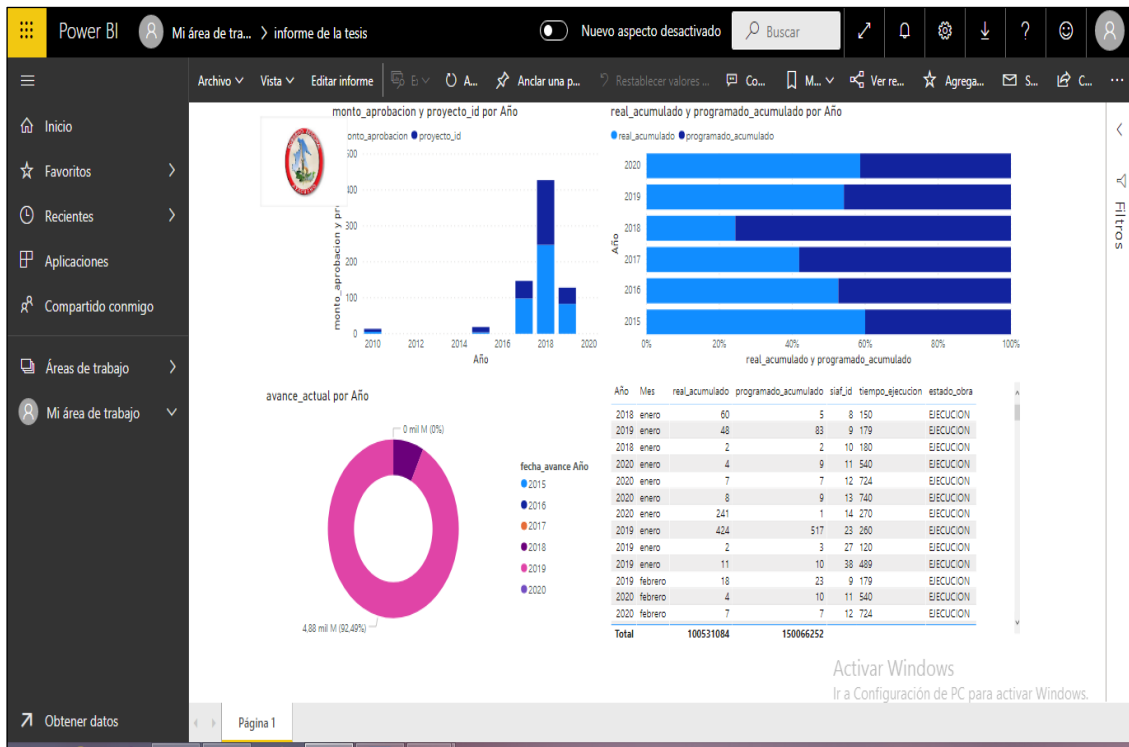 Power BI
Mi área de tra... > informe de la tesis
Nuevo aspecto desactivado
Buscar
Archivo
Vista
Editar informe
A...
Anclar una p...
Restablecer valores ...
Co...
M...
Ver re...
Agrega...
S...
C...
Inicio
Favoritos
Recientes
Aplicaciones
Compartido conmigo
Áreas de trabajo
Mi área de trabajo
Obtener datos
Filtros
monto_aprobacion y proyecto_id por Año
onto_aprobacion proyecto_id
monto_aprobacion y pr
300
200
100
0
2010 2012 2014 2016 2018 2020
Año
real_acumulado y programado_acumulado por Año
real_acumulado programado_acumulado
Año
2020
2019
2018
2017
2016
2015
0% 20% 40% 60% 80% 100%
real_acumulado y programado_acumulado
avance_actual por Año
0 mil M (0%)
4,88 mil M (92,49%)
fecha_avance Año
2015
2016
2017
2018
2019
2020
Año Mes real_acumulado programado_acumulado siaf_id tiempo_ejecucion estado_obra
2018 enero 60 5 8 150 EJECUCION
2019 enero 48 83 9 179 EJECUCION
2018 enero 2 2 10 180 EJECUCION
2020 enero 4 9 11 540 EJECUCION
2020 enero 7 7 12 724 EJECUCION
2020 enero 8 9 13 740 EJECUCION
2020 enero 241 1 14 270 EJECUCION
2019 enero 424 517 23 260 EJECUCION
2019 enero 2 3 27 120 EJECUCION
2019 enero 11 10 38 489 EJECUCION
2019 febrero 18 23 9 179 EJECUCION
2020 febrero 4 10 11 540 EJECUCION
2020 febrero 7 7 12 724 EJECUCION
Total 100531084 150066252
Activar Windows
Ir a Configuración de PC para activar Windows.
Página 1